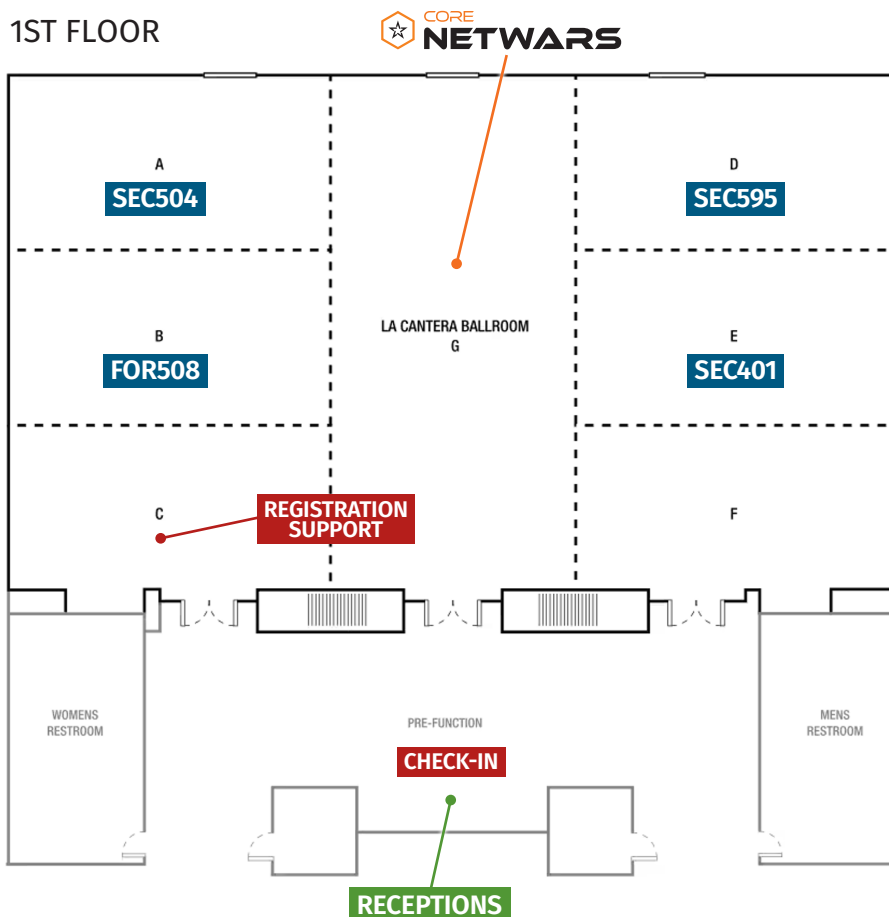 1ST FLOOR
CORE
NETWARS
A
SEC504
D
SEC595
LA CANTERA BALLROOM
G
B
FOR508
E
SEC401
C
REGISTRATION
SUPPORT
F
WOMENS
RESTROOM
PRE-FUNCTION
MENS
RESTROOM
CHECK-IN
RECEPTIONS